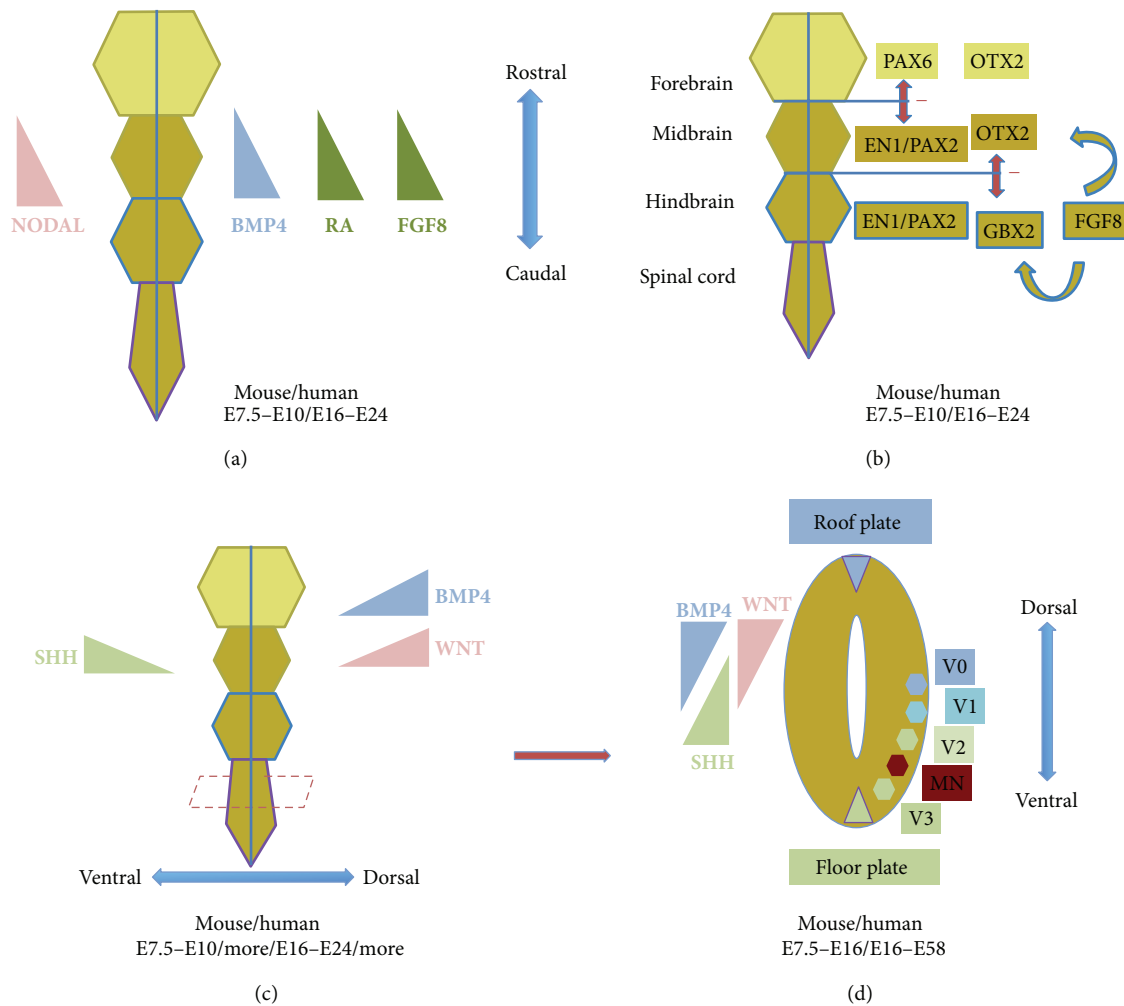 Rostral
NODAL
BMP4
RA
FGF8
Caudal
Mouse/human
E7.5–E10/E16–E24
(a)
Forebrain
PAX6
OTX2
–
Midbrain
EN1/PAX2
OTX2
–
Hindbrain
EN1/PAX2
GBX2
FGF8
Spinal cord
Mouse/human
E7.5–E10/E16–E24
(b)
BMP4
SHH
WNT
Ventral
Dorsal
Mouse/human
E7.5–E10/more/E16–E24/more
(c)
Roof plate
BMP4
WNT
SHH
Dorsal
V0
V1
V2
MN
V3
Ventral
Floor plate
Mouse/human
E7.5–E16/E16–E58
(d)